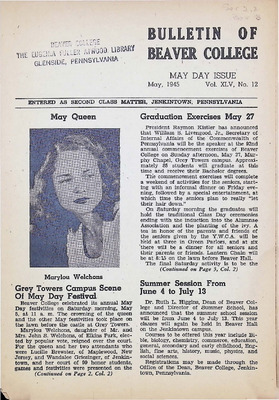 BULLETIN OF
BEAVER COLLEGE
BEAVER COLLEGE
THE EUGENIA FULLER ATWOOD LIBRARY
GLENSIDE, PENNSYLVANIA
MAY DAY ISSUE
May, 1945 Vol. XLV, No. 12
ENTERED AS SECOND CLASS MATTER, JENKINTOWN, PENNSYLVANIA
May Queen
Marylou Welchons
Grey Towers Campus Scene
Of May Day Festival
Beaver College celebrated its annual May
Day festivities on Saturday morning, May
5, at 11 a. m. The crowning of the queen
and the other May festivities took place on
the lawn before the castle at Grey Towers.
Marylou Welchons, daughter of Mr. and
Mrs. John S. Welchons, of Elkins Park, elect-
ed by popular vote, reigned over the court.
For the queen and her two attendants who
were Louille Brevster, of Maplewood, New
Jersey, and Wandalee Griesinger, of Jenkin-
town, and her court of 16 honor students
games and festivities were presented on the
(Continued on Page 2, Col. 2)
Graduation Exercises May 27
President Raymon Kistler has announced
that William S. Livengood, Jr., Secretary of
Internal Affairs of the Commonwealth of
Pennsylvania will be the speaker at the 92nd
annual commencement exercises of Beaver
College on Sunday afternoon, May 27, Mur-
phy Chapel, Grey Towers campus. Approxi-
mately 88 students will graduate at this
time and receive their Bachelor degrees.
The commencement exercises will complete
a weekend of activities for the seniors, start-
ing with an informal dinner on Friday eve-
ning, followed by a special entertainment, at
which time the seniors plan to really "let
their hair down."
On Saturday morning the graduates will
hold the traditional Class Day ceremonies
ending with the induction into the Alumnae
Association and the planting of the ivy. A
tea in honor of the parents and friends of
the seniors given by the Y.W.C.A. will be
held at three in Green Parlors, and at six
there will be a dinner for all seniors and
their parents or friends. Lantern Chain will
be at 8:15 on the lawn before Beaver Hall.
The final Saturday activity is to be the
(Continued on Page 3, Col. 2)
Summer Session From
June 4 to July 13
Dr. Ruth L. Higgins, Dean of Beaver Col-
lege and Director of Summer School, has
announced that the summer school session
will be from June 4 to July 13. This year
classes will again be held in Beaver Hall
on the Jenkintown campus.
Courses to be offered this year include Bi-
ble, biology, chemistry, commerce, education,
general, secondary and early childhood, Eng-
lish, fine arts, history, music, physics, and
social sciences.
Registrations may be made through the
Office of the Dean, Beaver College, Jenkin-
town, Pennsylvania.